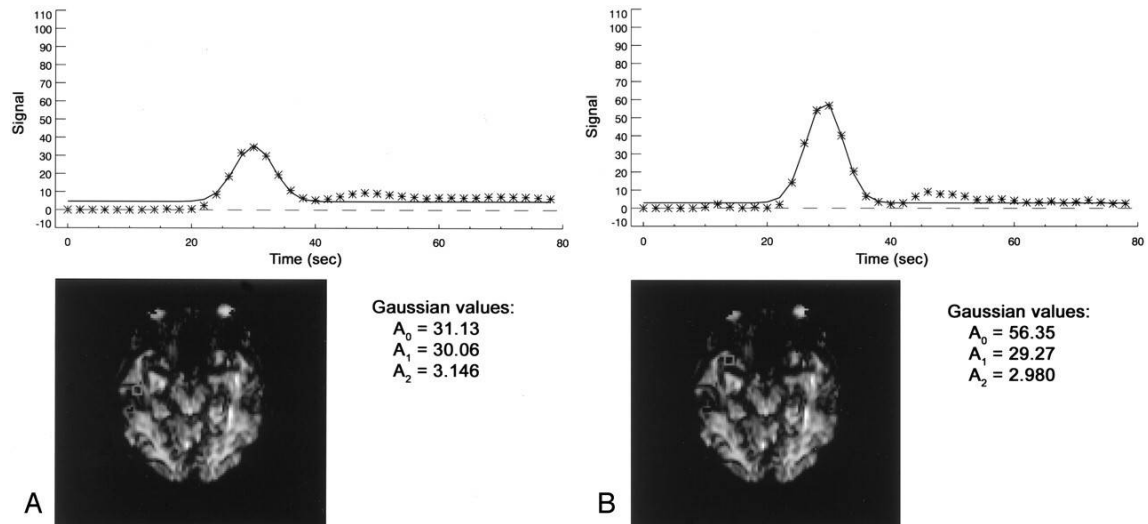 110
100
90
80
70
60
50
40
30
20
10
0
-10
Signal
0
20
40
60
80
Time (sec)
Gaussian values:
A₀ = 31.13
A₁ = 30.06
A₂ = 3.146
A
110
100
90
80
70
60
50
40
30
20
10
0
-10
Signal
0
20
40
60
80
Time (sec)
Gaussian values:
A₀ = 56.35
A₁ = 29.27
A₂ = 2.980
B